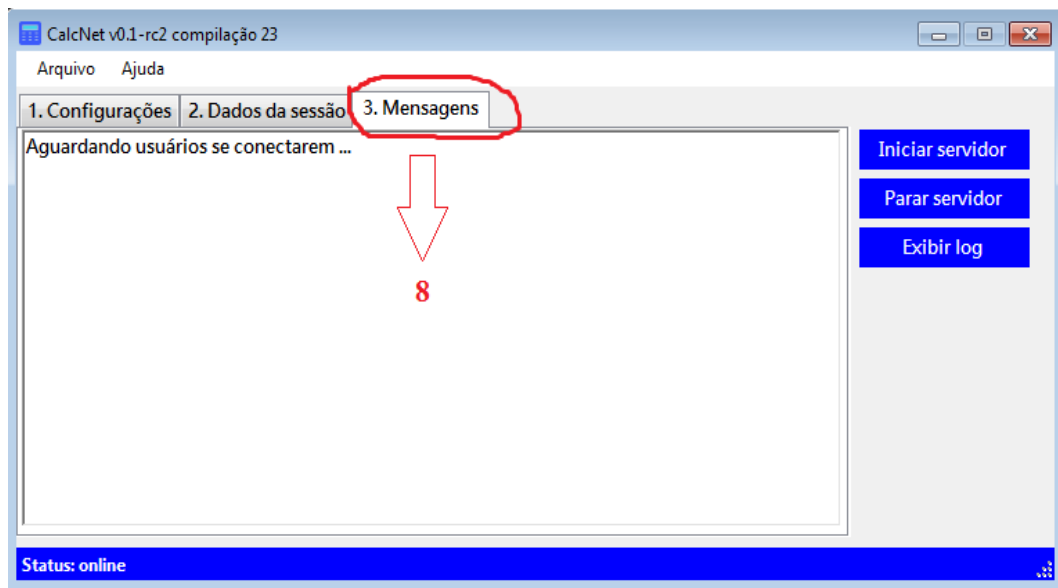 CalcNet v0.1-rc2 compilação 23
Arquivo Ajuda
1. Configurações 2. Dados da sessão 3. Mensagens
Aguardando usuários se conectarem ...
Iniciar servidor
Parar servidor
Exibir log
8
Status: online